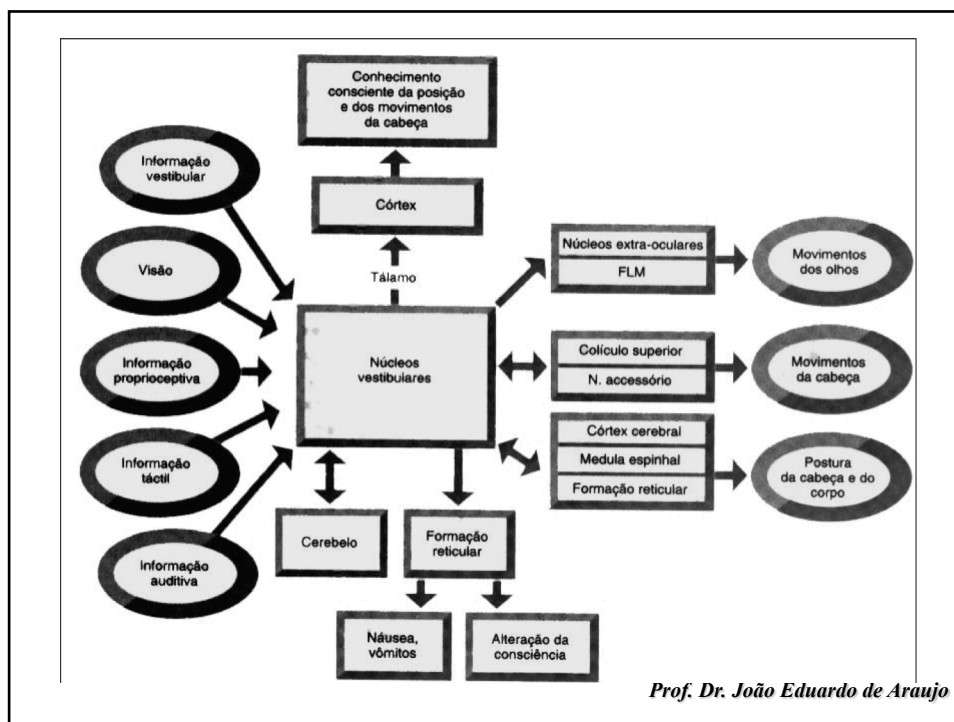 Conhecimento
consciente da posição
e dos movimentos
da cabeça
Córtex
Tálamo
Informação
vestibular
Visão
Informação
proprioceptiva
Informação
táctil
Informação
auditiva
Núcleos
vestibulares
Núcleos extra-oculares
FLM
Movimentos
dos olhos
Colículo superior
N. accessório
Movimentos
da cabeça
Córtex cerebral
Medula espinhal
Formação reticular
Postura
da cabeça e do
corpo
Cerebelo
Formação
reticular
Náusea,
vômitos
Alteração da
consciência
Prof. Dr. João Eduardo de Araujo